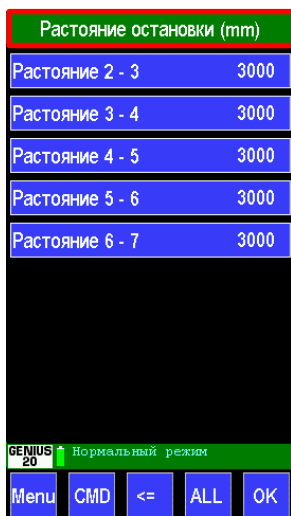 Растояние остановки (mm)
Растояние 2 - 3 3000
Растояние 3 - 4 3000
Растояние 4 - 5 3000
Растояние 5 - 6 3000
Растояние 6 - 7 3000
GENIUS 20 Нормальный режим
Menu CMD <= ALL OK